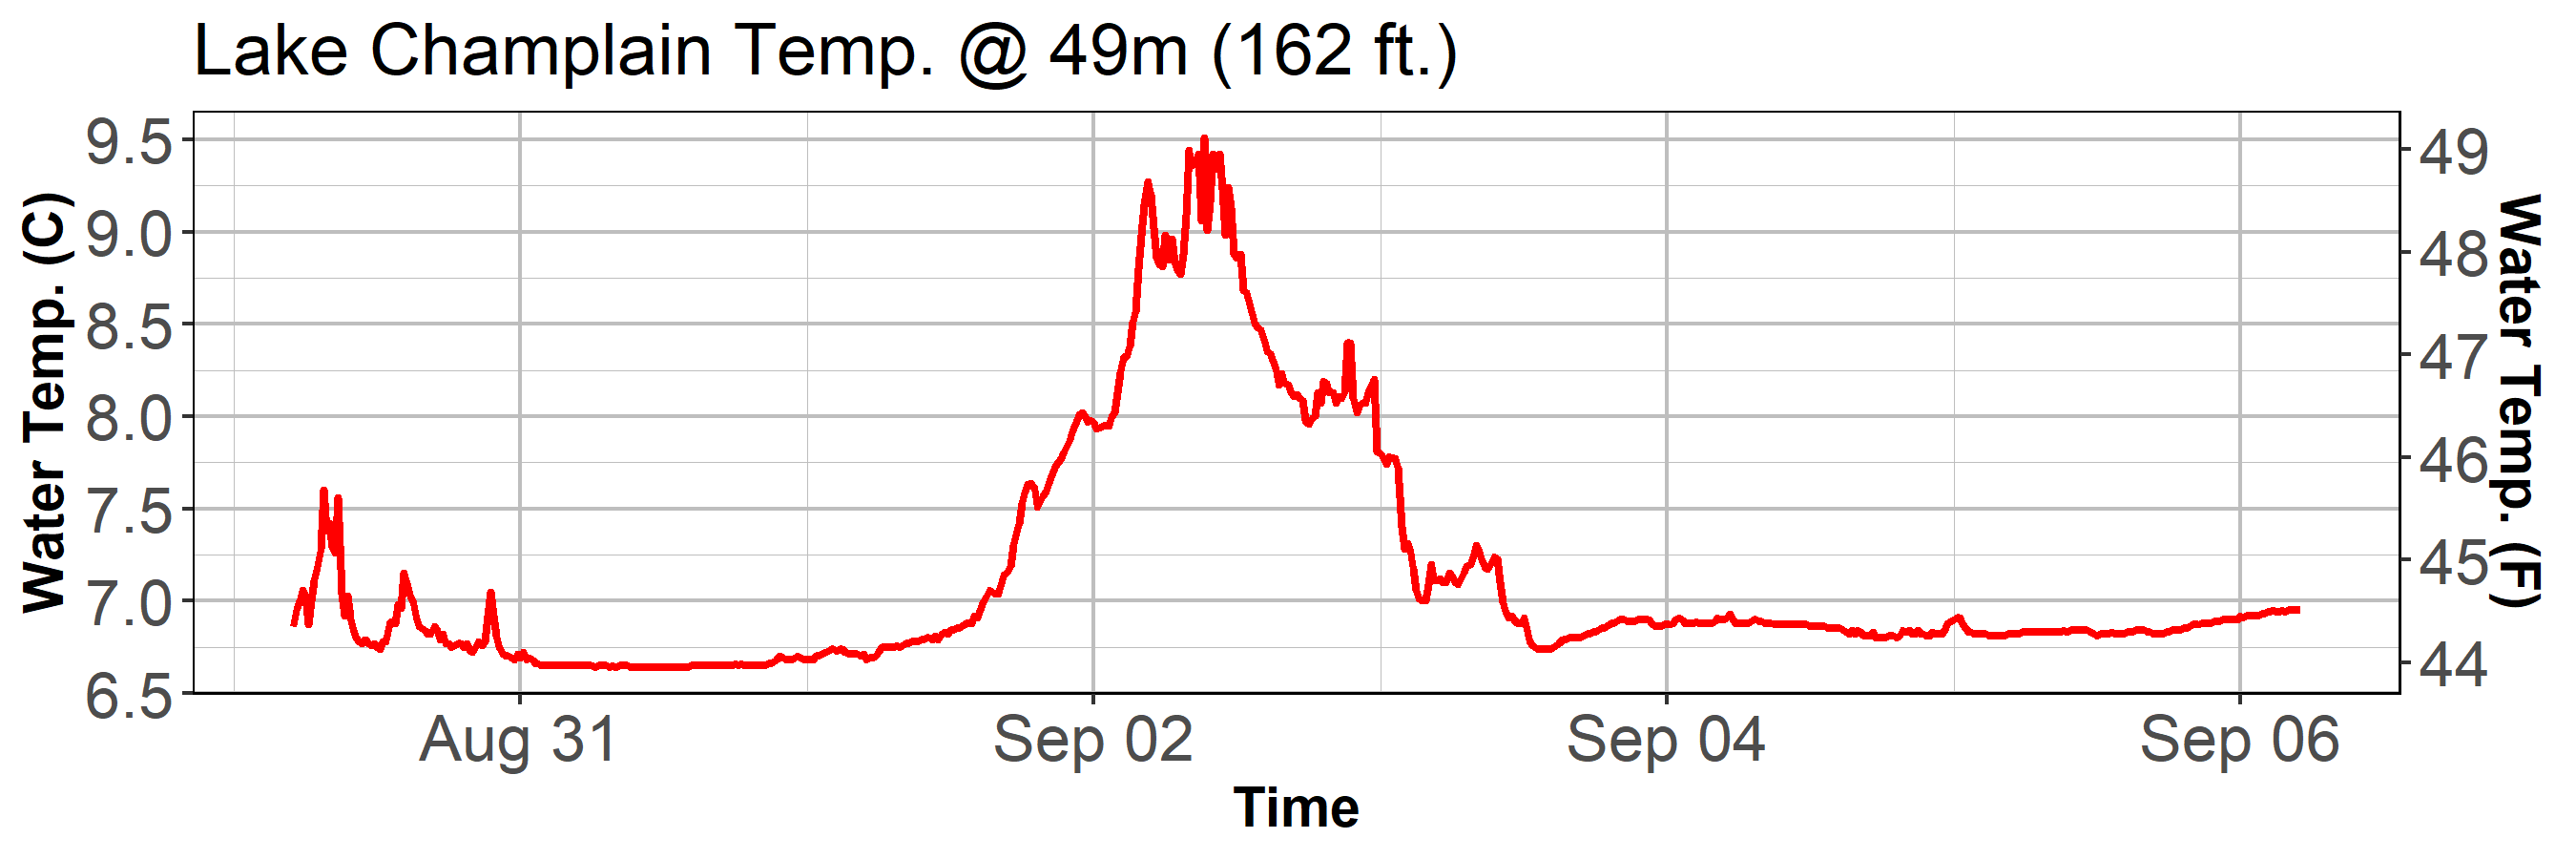 Lake Champlain Temp. @ 49m (162 ft.)
Water Temp. (C)
9.5
9.0
8.5
8.0
7.5
7.0
6.5
49
48
47
46
45
44
Water Temp. (F)
Aug 31
Sep 02
Sep 04
Sep 06
Time